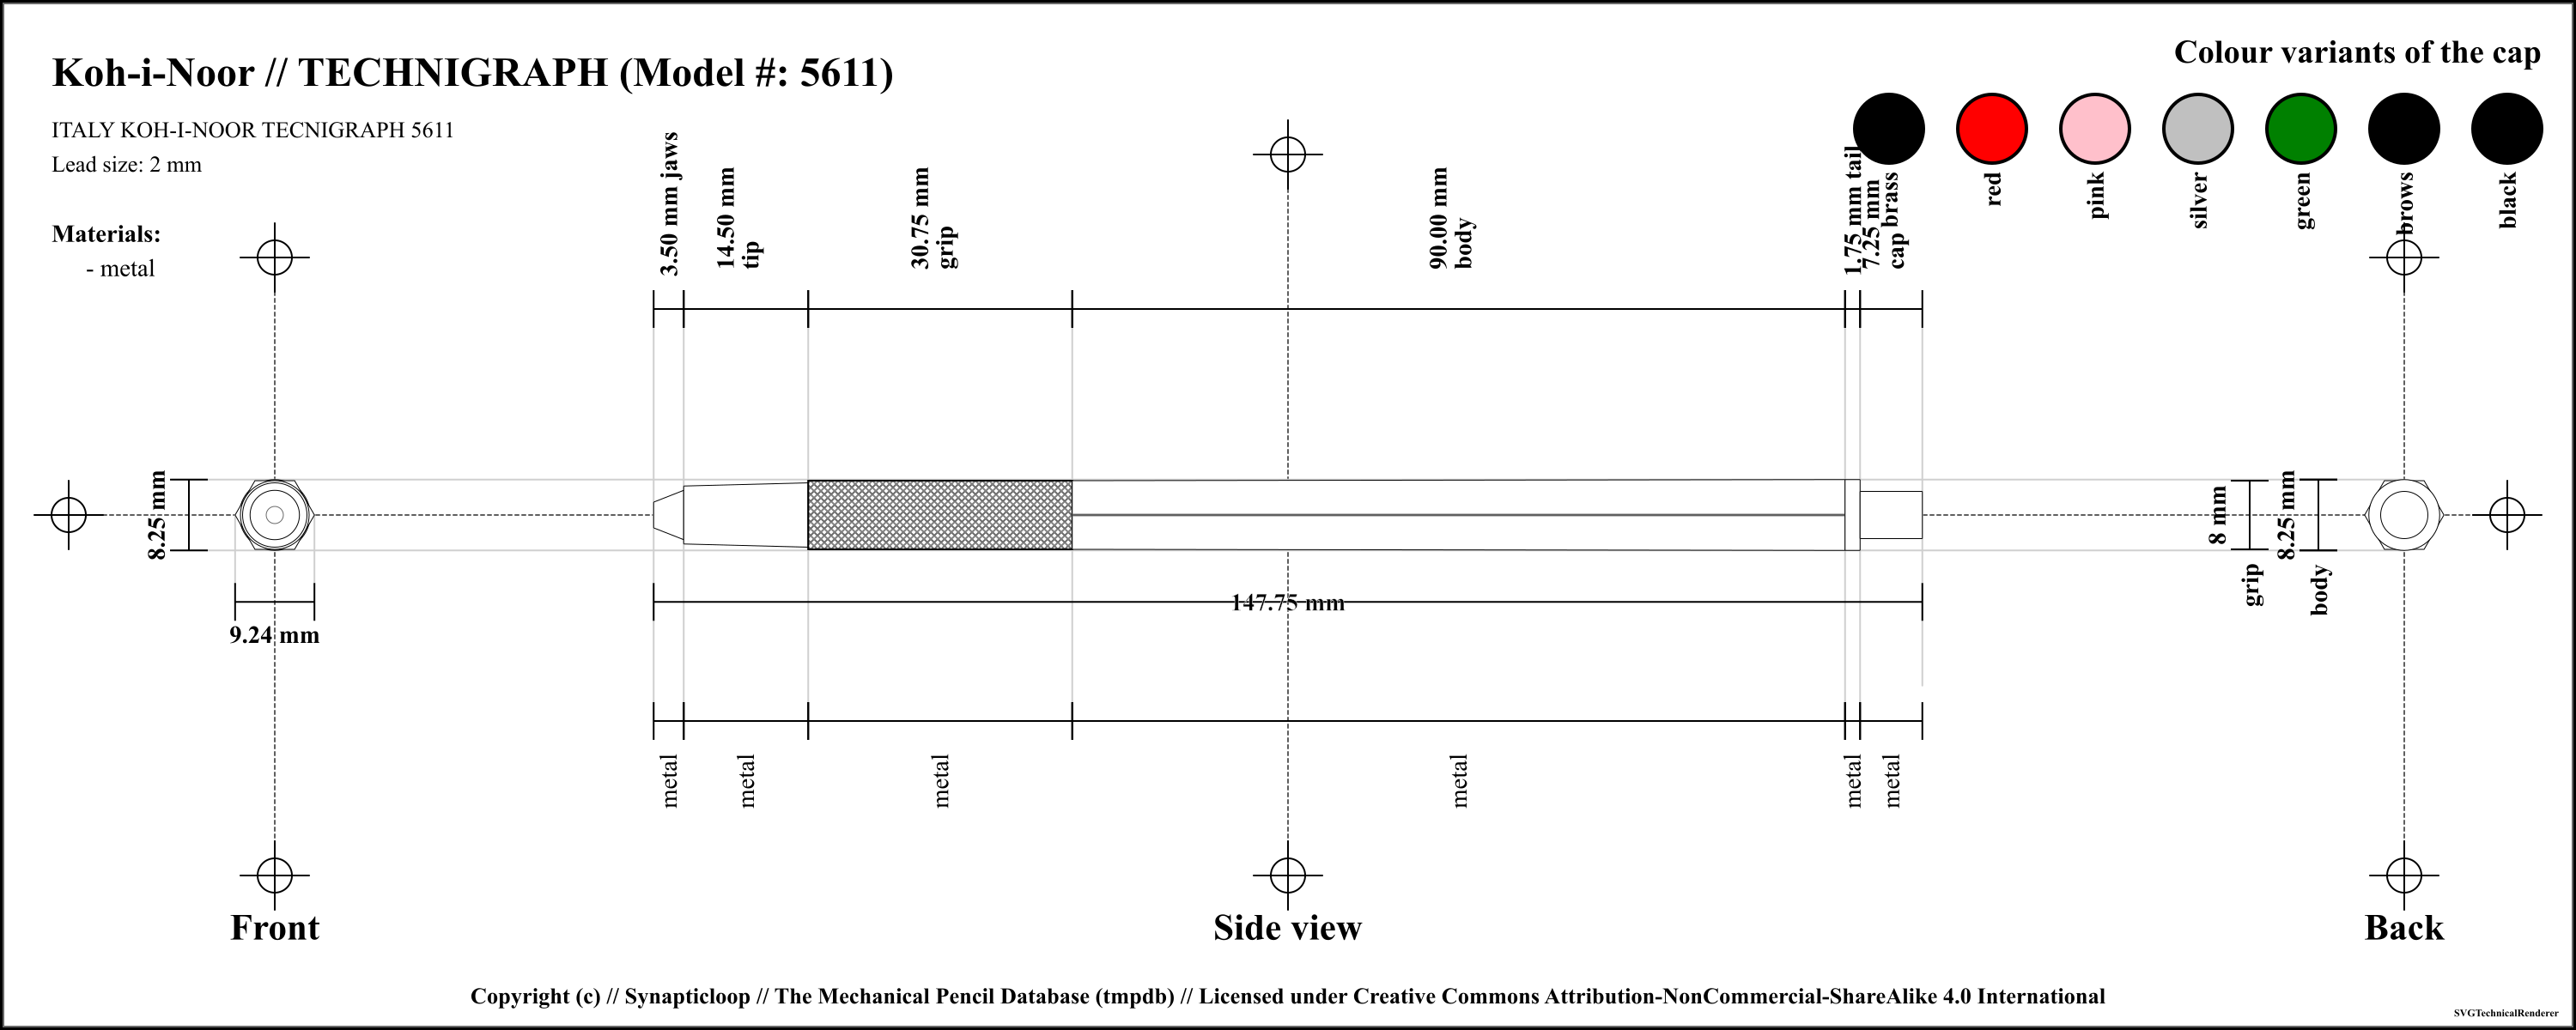 Koh-i-Noor // TECHNIGRAPH (Model #: 5611)
ITALY KOH-I-NOOR TECNIGRAPH 5611
Lead size: 2 mm
Materials:
- metal
Colour variants of the cap
brass
red
pink
silver
green
brows
black
3.50 mm jaws
14.50 mm
tip
30.75 mm
grip
90.00 mm
body
1.75 mm tail
7.25 mm
cap
8.25 mm
9.24 mm
147.75 mm
8 mm
grip
8.25 mm
body
metal
metal
metal
metal
metal
metal
Front
Side view
Back
Copyright (c) // Synapticloop // The Mechanical Pencil Database (tmpdb) // Licensed under Creative Commons Attribution-NonCommercial-ShareAlike 4.0 International
SVGTechnicalRenderer